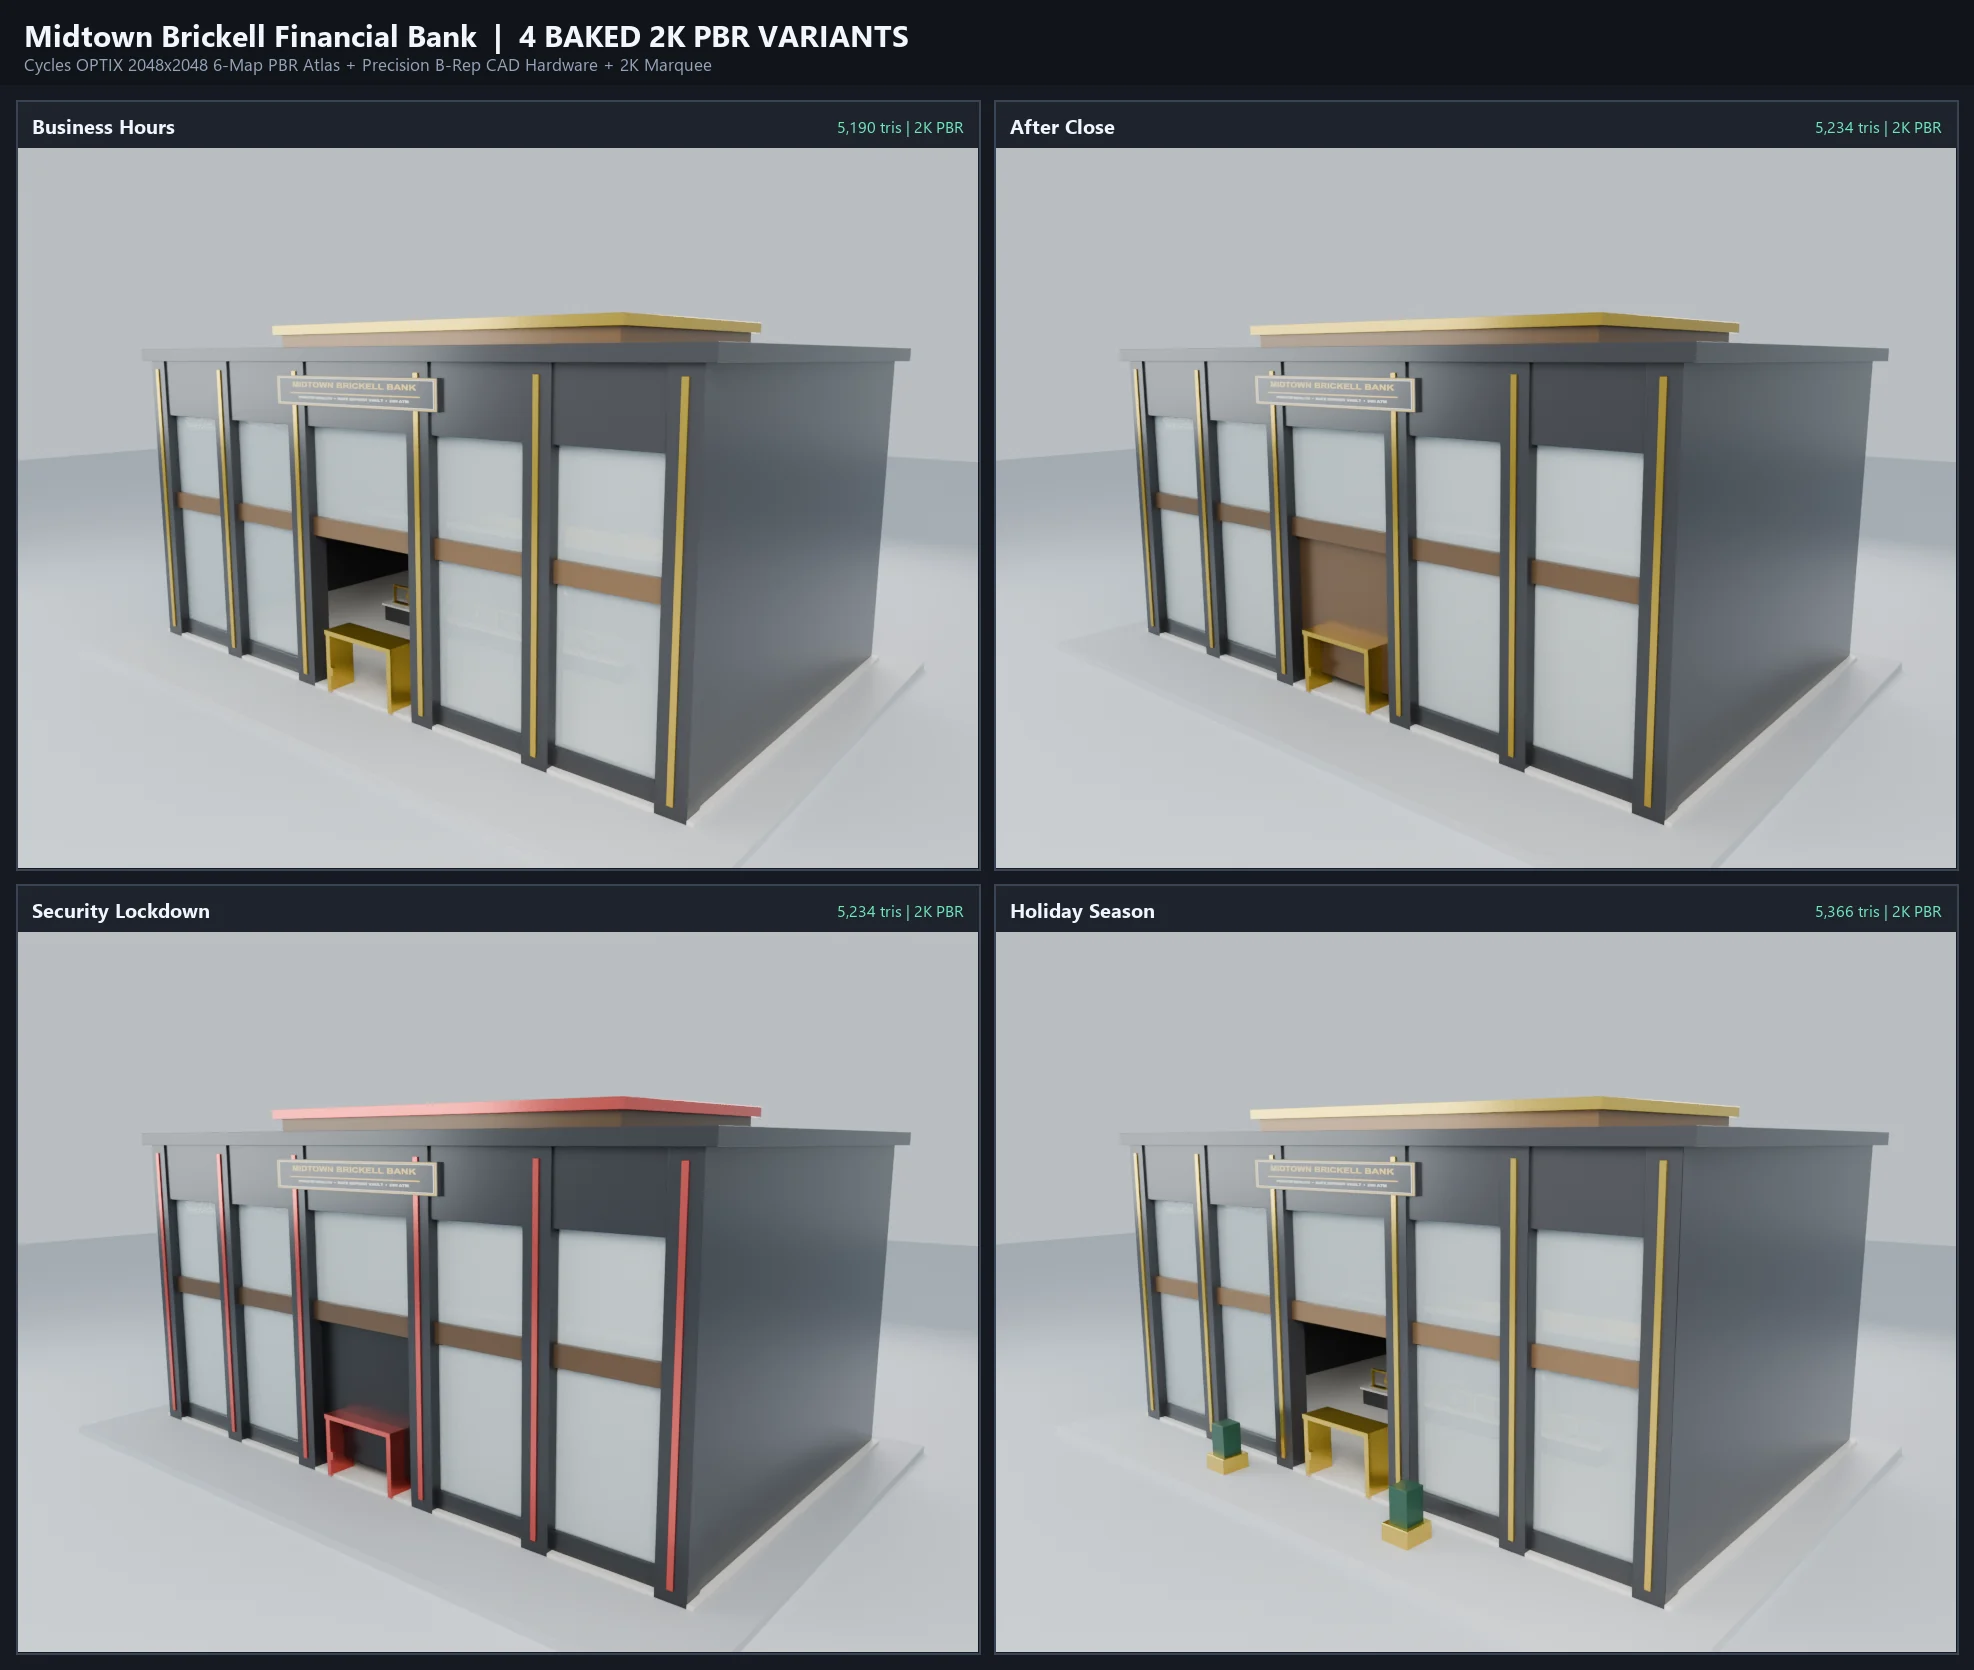 Midtown Brickell Financial Bank | 4 BAKED 2K PBR VARIANTS
Cycles OPTIX 2048x2048 6-Map PBR Atlas + Precision B-Rep CAD Hardware + 2K Marquee
Business Hours
5,190 tris | 2K PBR
MIDTOWN BRICKELL BANK
After Close
5,234 tris | 2K PBR
MIDTOWN BRICKELL BANK
Security Lockdown
5,234 tris | 2K PBR
MIDTOWN BRICKELL BANK
Holiday Season
5,366 tris | 2K PBR
MIDTOWN BRICKELL BANK